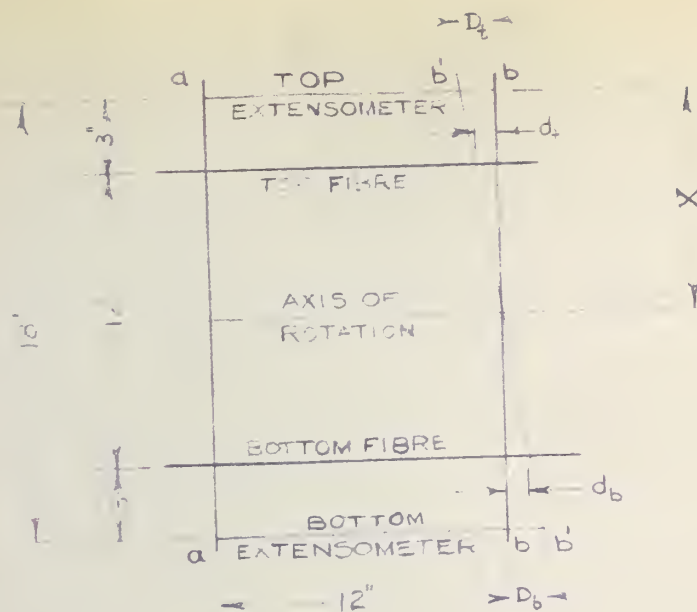 D_t
a TOP b' b
EXTENSOMETER
3"
d_t
FIBRE
X
AXIS OF
ROTATION
BOTTOM FIBRE
d_b
BOTTOM
a EXTENSOMETER b b'
12" D_b